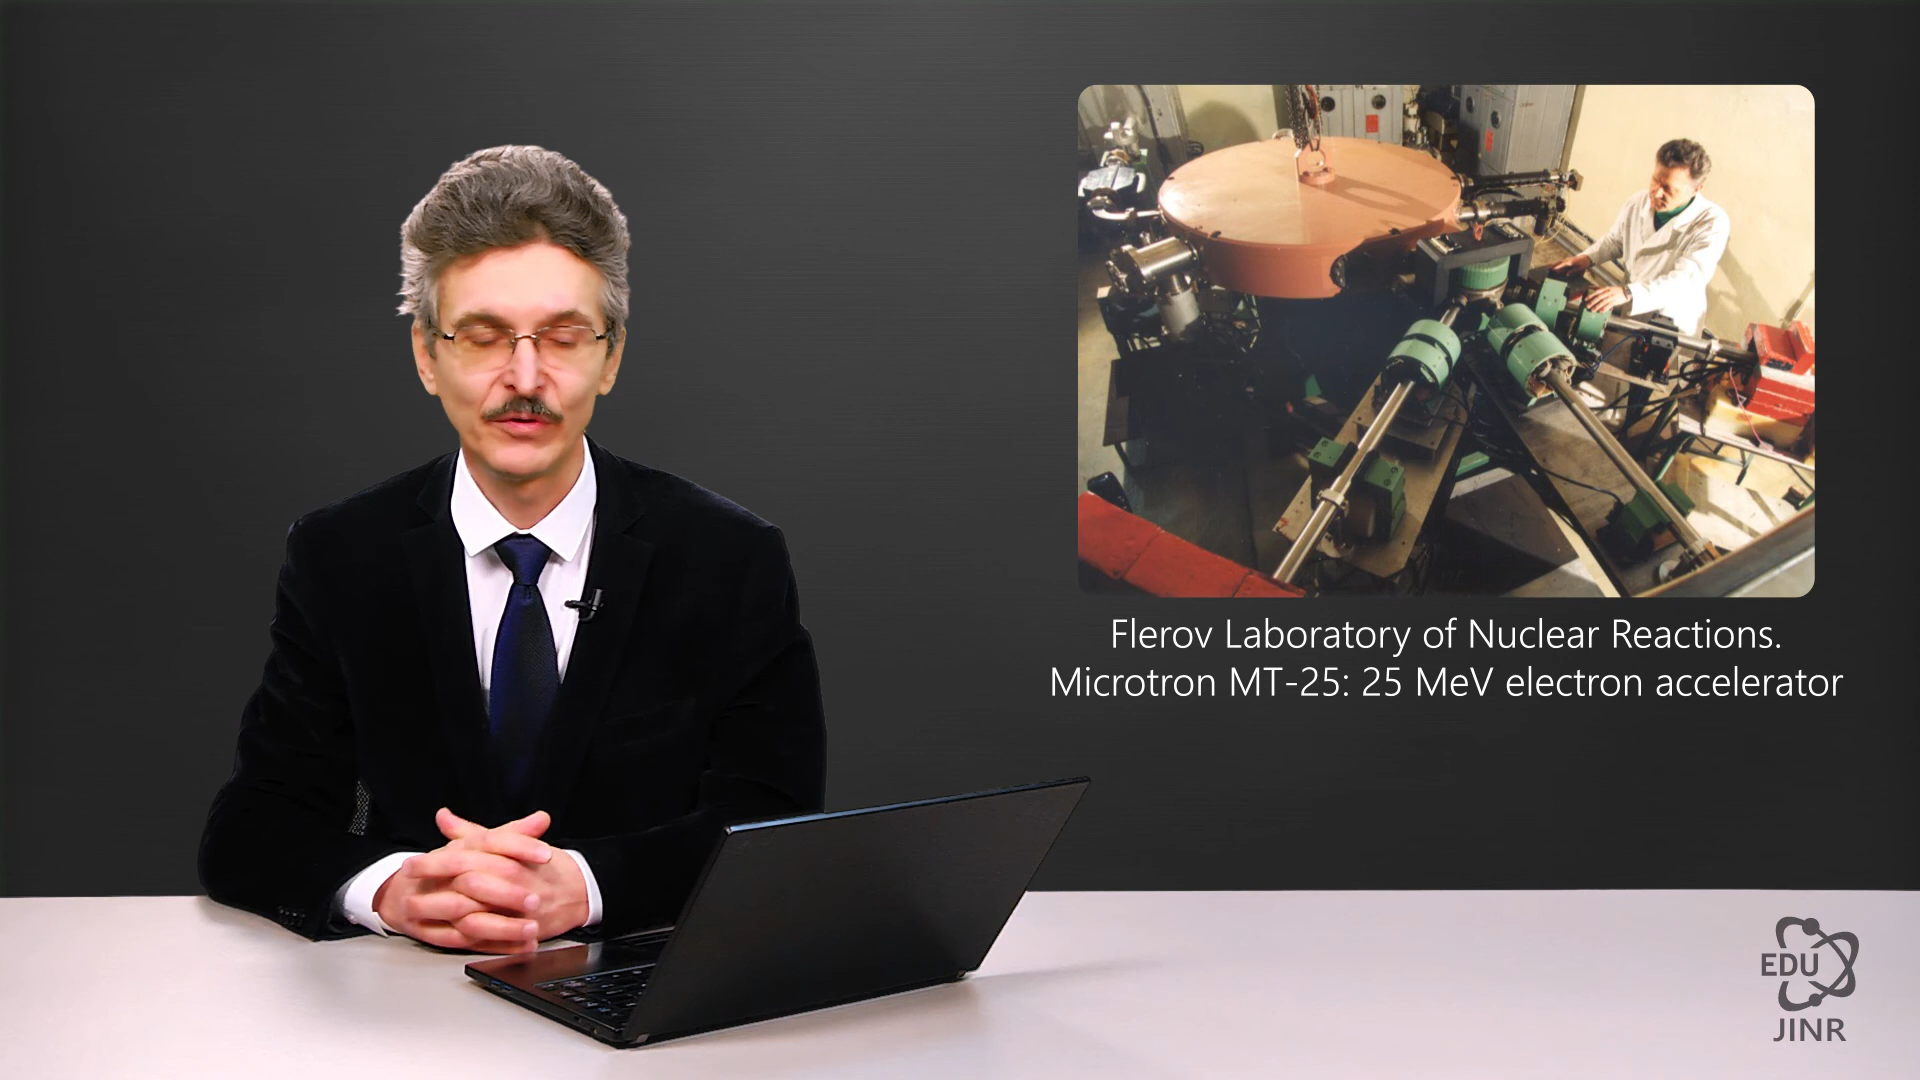 Flerov Laboratory of Nuclear Reactions.
Microtron MT-25: 25 MeV electron accelerator
EDU
JINR